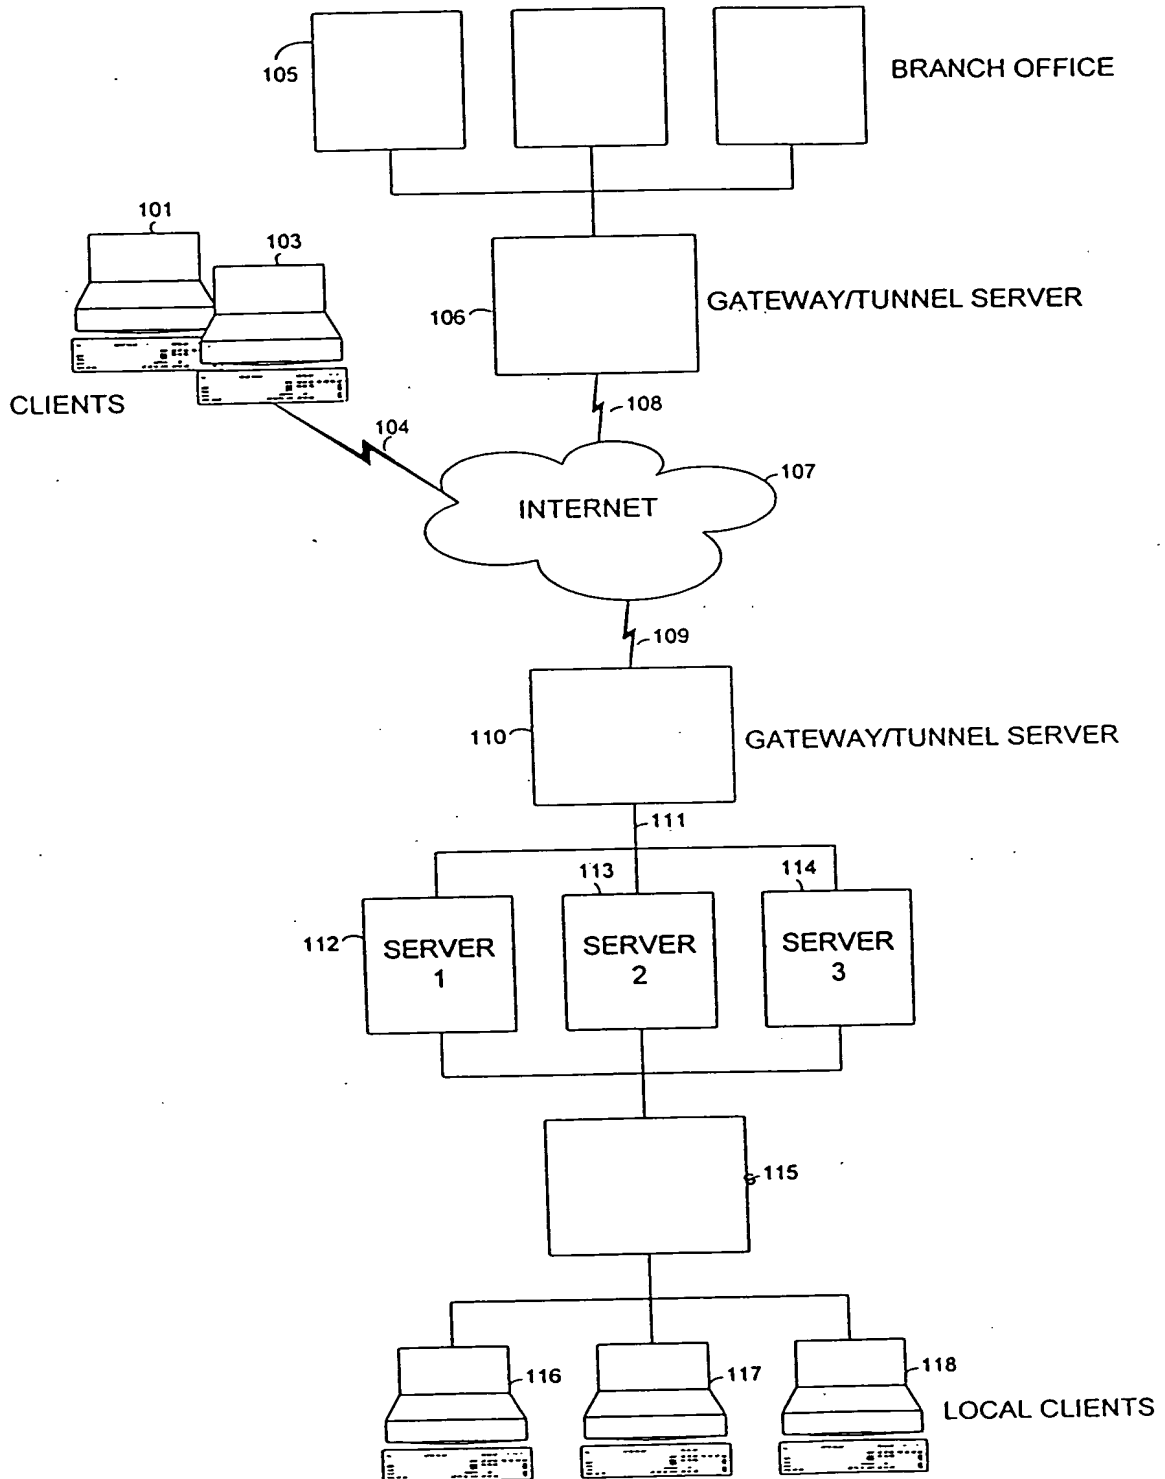 105
BRANCH OFFICE
101
103
106
GATEWAY/TUNNEL SERVER
CLIENTS
104
108
107
INTERNET
109
110
GATEWAY/TUNNEL SERVER
111
113
114
112
SERVER
1
SERVER
2
SERVER
3
115
116
117
118
LOCAL CLIENTS